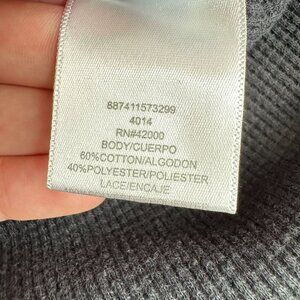 887411573299
4014
RN#42000
BODY/CUERPO
60%COTTON/ALGODON
40%POLYESTER/POLIESTER
LACE/ENCAJE